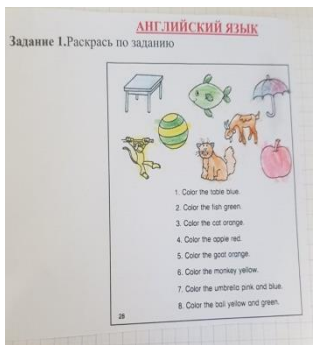 АНГЛИЙСКИЙ ЯЗЫК
Задание 1.Раскрась по заданию
1. Color the table blue.
2. Color the fish green.
3. Color the cat orange.
4. Color the apple red.
5. Color the goat orange.
6. Color the monkey yellow.
7. Color the umbrella pink and blue.
8. Color the ball yellow and green.
28